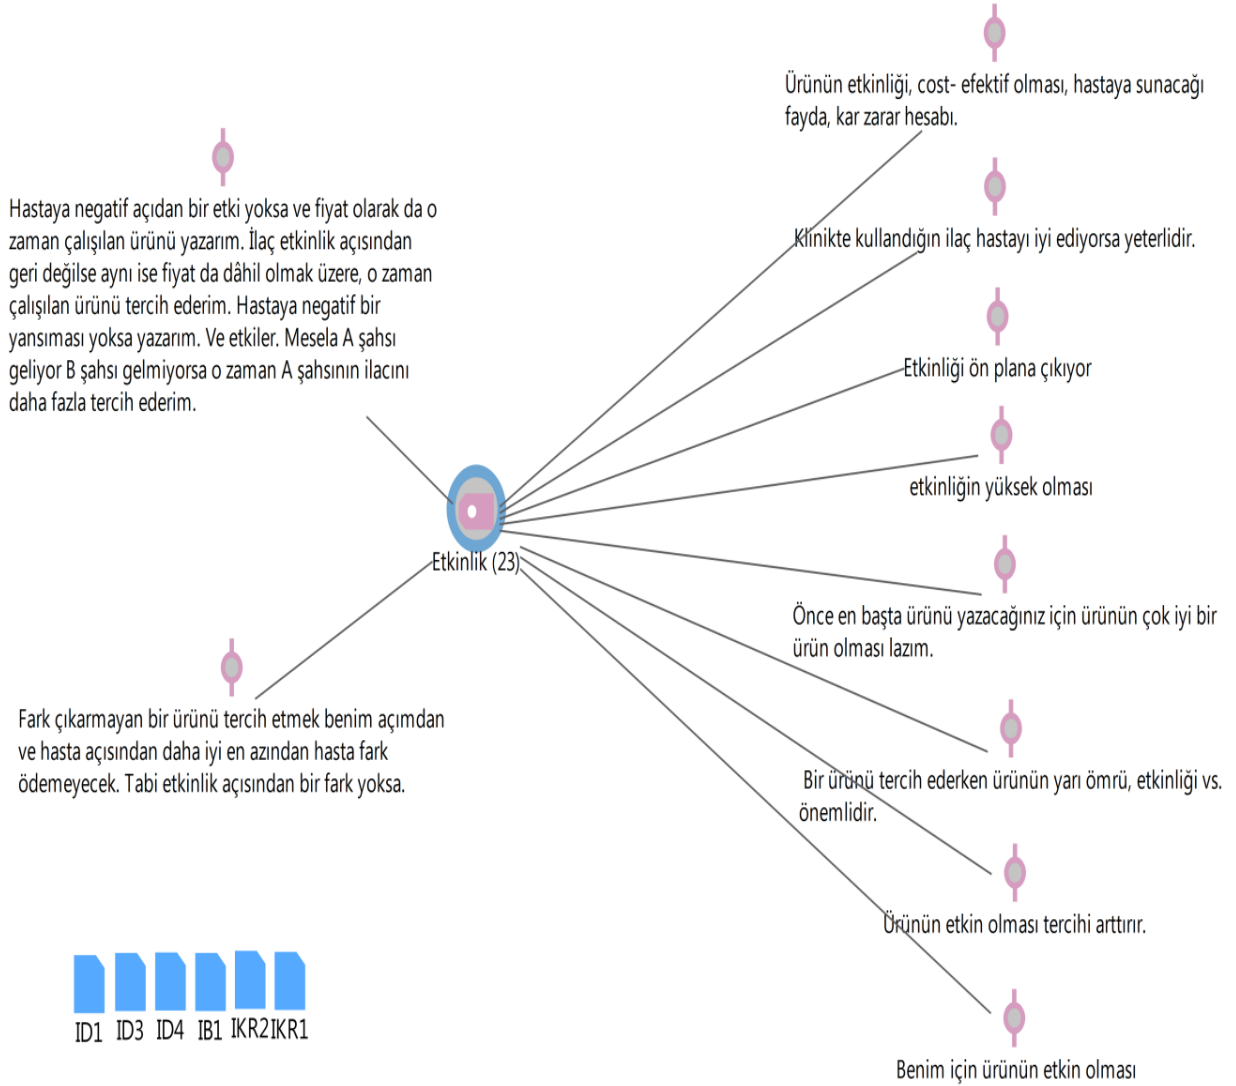 Ürünün etkinliği, cost- efektif olması, hastaya sunacağı
fayda, kar zarar hesabı.
Hastaya negatif açıdan bir etki yoksa ve fiyat olarak da o
zaman çalışılan ürünü yazarım. İlaç etkinlik açısından
geri değilse aynı ise fiyat da dâhil olmak üzere, o zaman
çalışılan ürünü tercih ederim. Hastaya negatif bir
yansıması yoksa yazarım. Ve etkiler. Mesela A şahsı
geliyor B şahsı gelmiyorsa o zaman A şahsının ilacını
daha fazla tercih ederim.
Klinikte kullandığın ilaç hastayı iyi ediyorsa yeterlidir.
Etkinliği ön plana çıkıyor
etkinliğin yüksek olması
Etkinlik (23)
Önce en başta ürünü yazacağınız için ürünün çok iyi bir
ürün olması lazım.
Fark çıkarmayan bir ürünü tercih etmek benim açımdan
ve hasta açısından daha iyi en azından hasta fark
ödemeyecek. Tabi etkinlik açısından bir fark yoksa.
Bir ürünü tercih ederken ürünün yarı ömrü, etkinliği vs.
önemlidir.
Ürünün etkin olması tercihi arttırır.
Benim için ürünün etkin olması
ID1 ID3 ID4 IB1 IKR2 IKR1